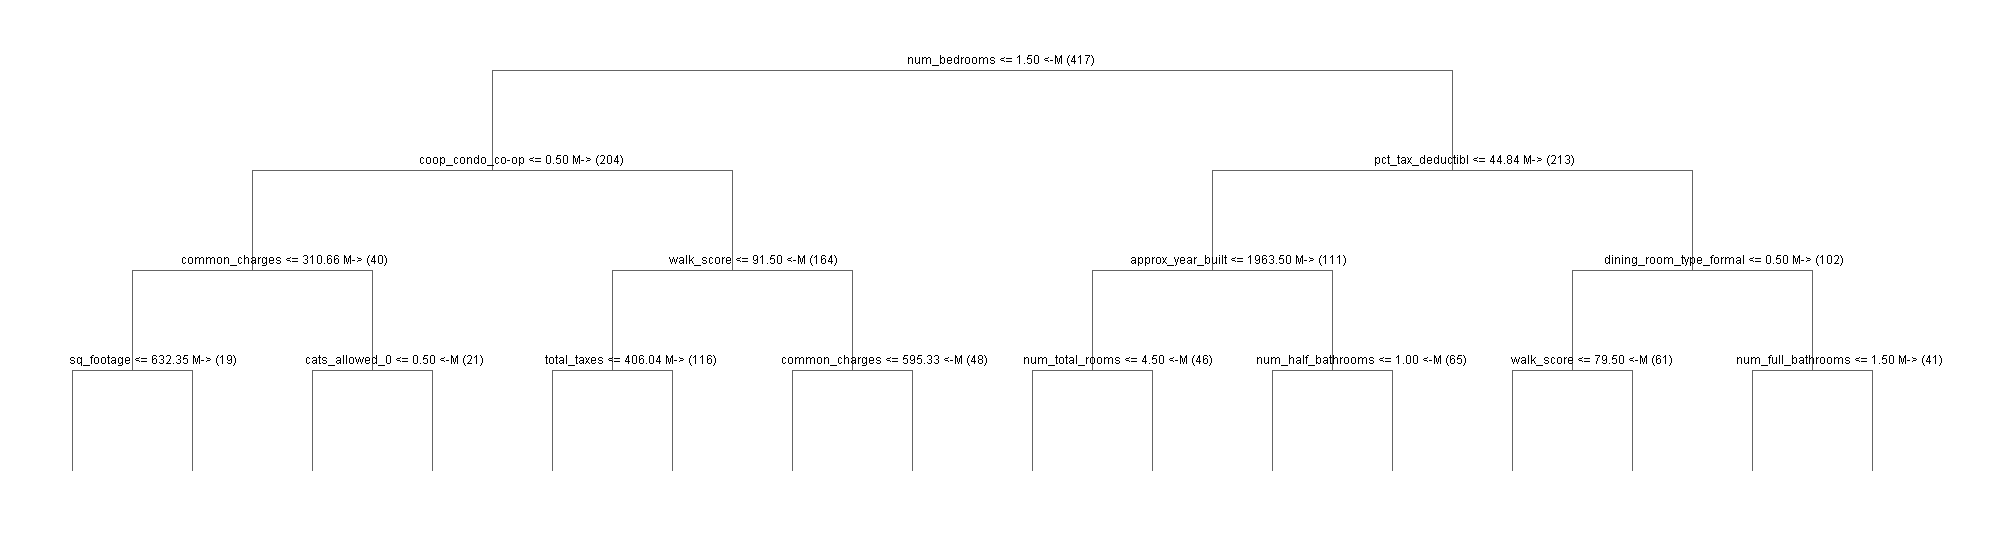 num_bedrooms <= 1.50 <-M (417)
coop_condo_co-op <= 0.50 M-> (204)
pct_tax_deductibl <= 44.84 M-> (213)
common_charges <= 310.66 M-> (40)
walk_score <= 91.50 <-M (164)
approx_year_built <= 1963.50 M-> (111)
dining_room_type_formal <= 0.50 M-> (102)
sq_footage <= 632.35 M-> (19)
cats_allowed_0 <= 0.50 <-M (21)
total_taxes <= 406.04 M-> (116)
common_charges <= 595.33 <-M (48)
num_total_rooms <= 4.50 <-M (46)
num_half_bathrooms <= 1.00 <-M (65)
walk_score <= 79.50 <-M (61)
num_full_bathrooms <= 1.50 M-> (41)